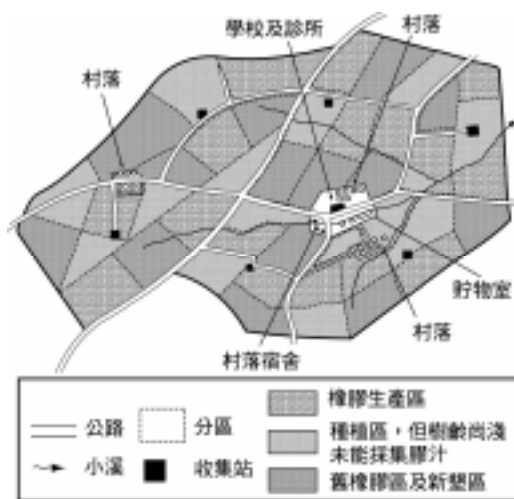 學校及診所
村落
村落
貯物室
村落
村落宿舍
公路
分區
小溪
收集站
橡膠生產區
種植區，但樹齡尚淺
未能採集膠汁
舊橡膠區及新墾區